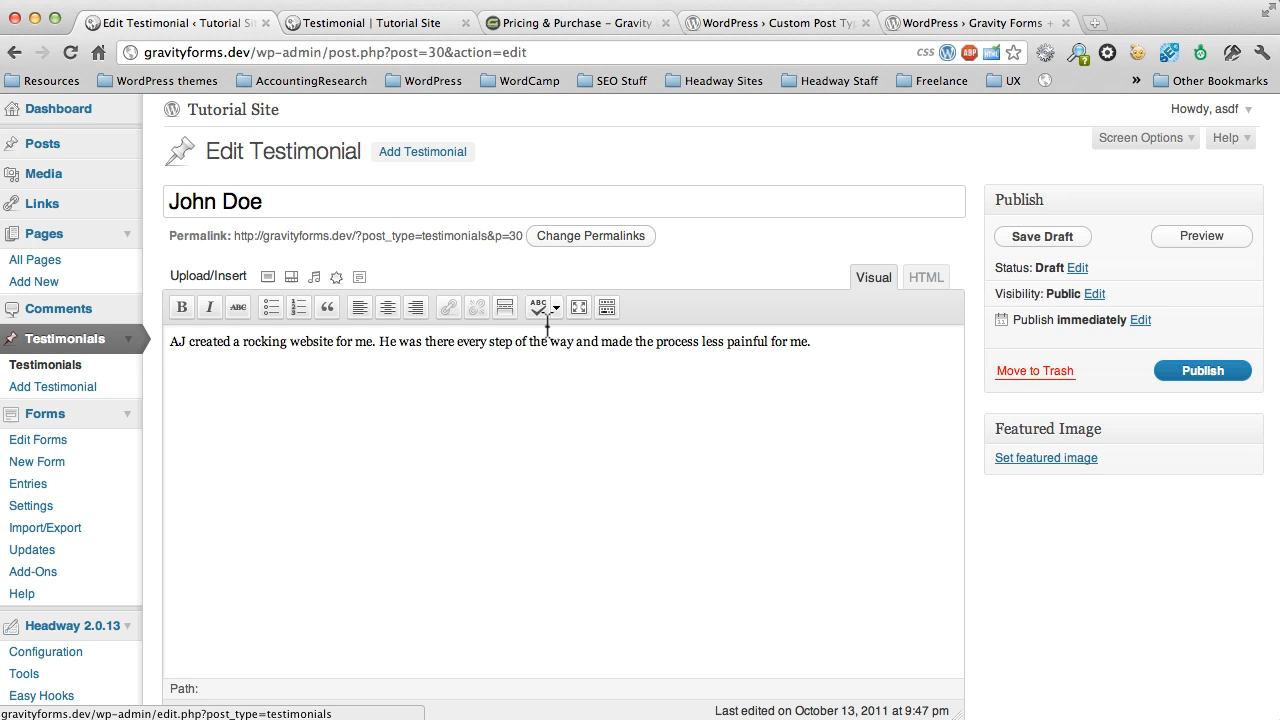 Edit Testimonial ‹ Tutorial Sit
Testimonial | Tutorial Site
Pricing & Purchase – Gravity
WordPress › Custom Post Typ
WordPress › Gravity Forms +
gravityforms.dev/wp-admin/post.php?post=30&action=edit
CSS
ABP
Resources
WordPress themes
AccountingResearch
WordPress
WordCamp
SEO Stuff
Headway Sites
Headway Staff
Freelance
UX
»
Other Bookmarks
Dashboard
Posts
Media
Links
Pages
All Pages
Add New
Comments
Testimonials
Testimonials
Add Testimonial
Forms
Edit Forms
New Form
Entries
Settings
Import/Export
Updates
Add-Ons
Help
Headway 2.0.13
Configuration
Tools
Easy Hooks
gravityforms.dev/wp-admin/edit.php?post_type=testimonials
Tutorial Site
Howdy, asdf
Screen Options
Help
Edit Testimonial
Add Testimonial
John Doe
Permalink: http://gravityforms.dev/?post_type=testimonials&p=30
Change Permalinks
Upload/Insert
Visual
HTML
B
I
ABC
ABC
AJ created a rocking website for me. He was there every step of the way and made the process less painful for me.
Path:
Last edited on October 13, 2011 at 9:47 pm
Publish
Save Draft
Preview
Status: Draft Edit
Visibility: Public Edit
Publish immediately Edit
Move to Trash
Publish
Featured Image
Set featured image